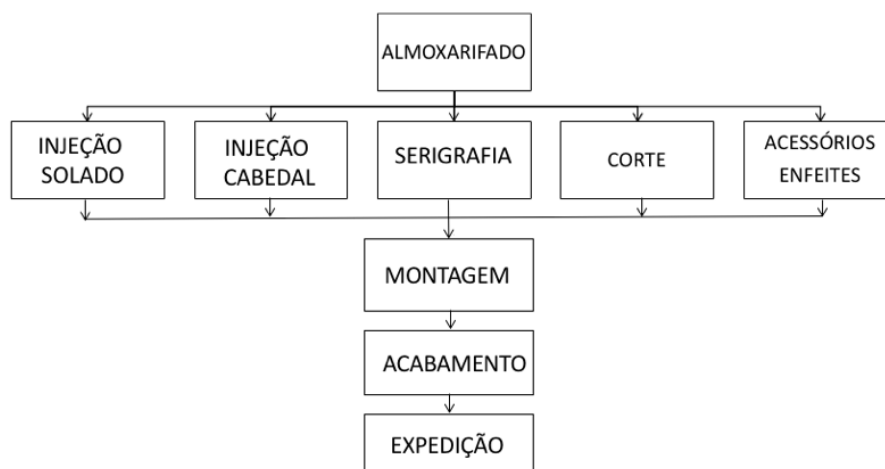 ALMOXARIFADO
INJEÇÃO
SOLADO
INJEÇÃO
CABEDAL
SERIGRAFIA
CORTE
ACESSÓRIOS
ENFEITES
MONTAGEM
ACABAMENTO
EXPEDIÇÃO